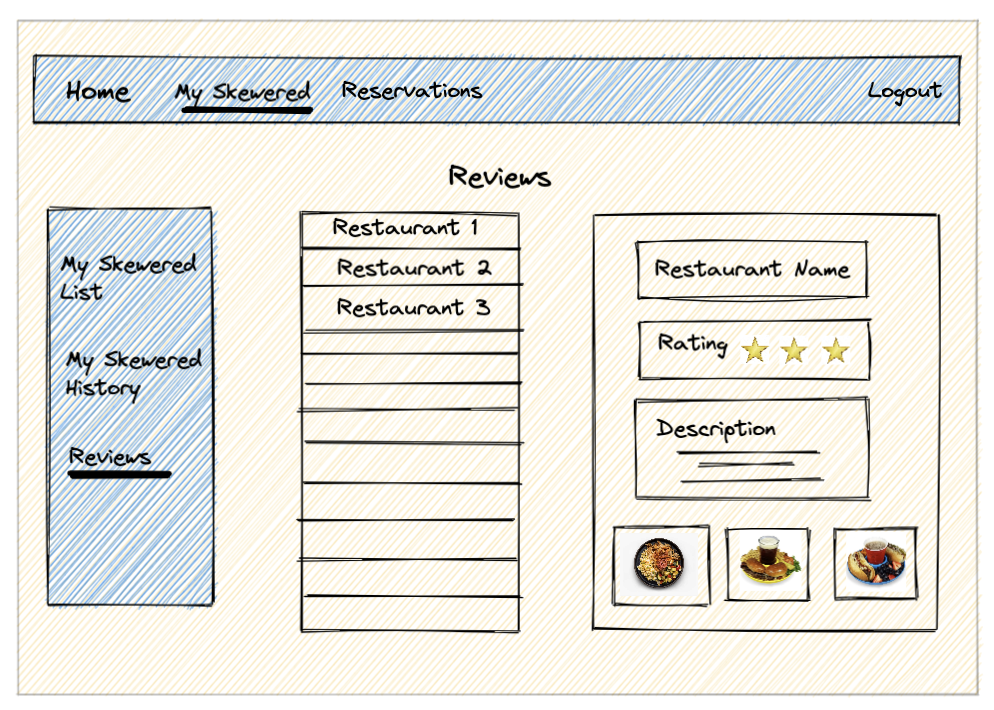 Home
My Skewered
Reservations
Logout
Reviews
My Skewered
List
My Skewered
History
Reviews
Restaurant 1
Restaurant 2
Restaurant 3
Restaurant Name
Rating
Description